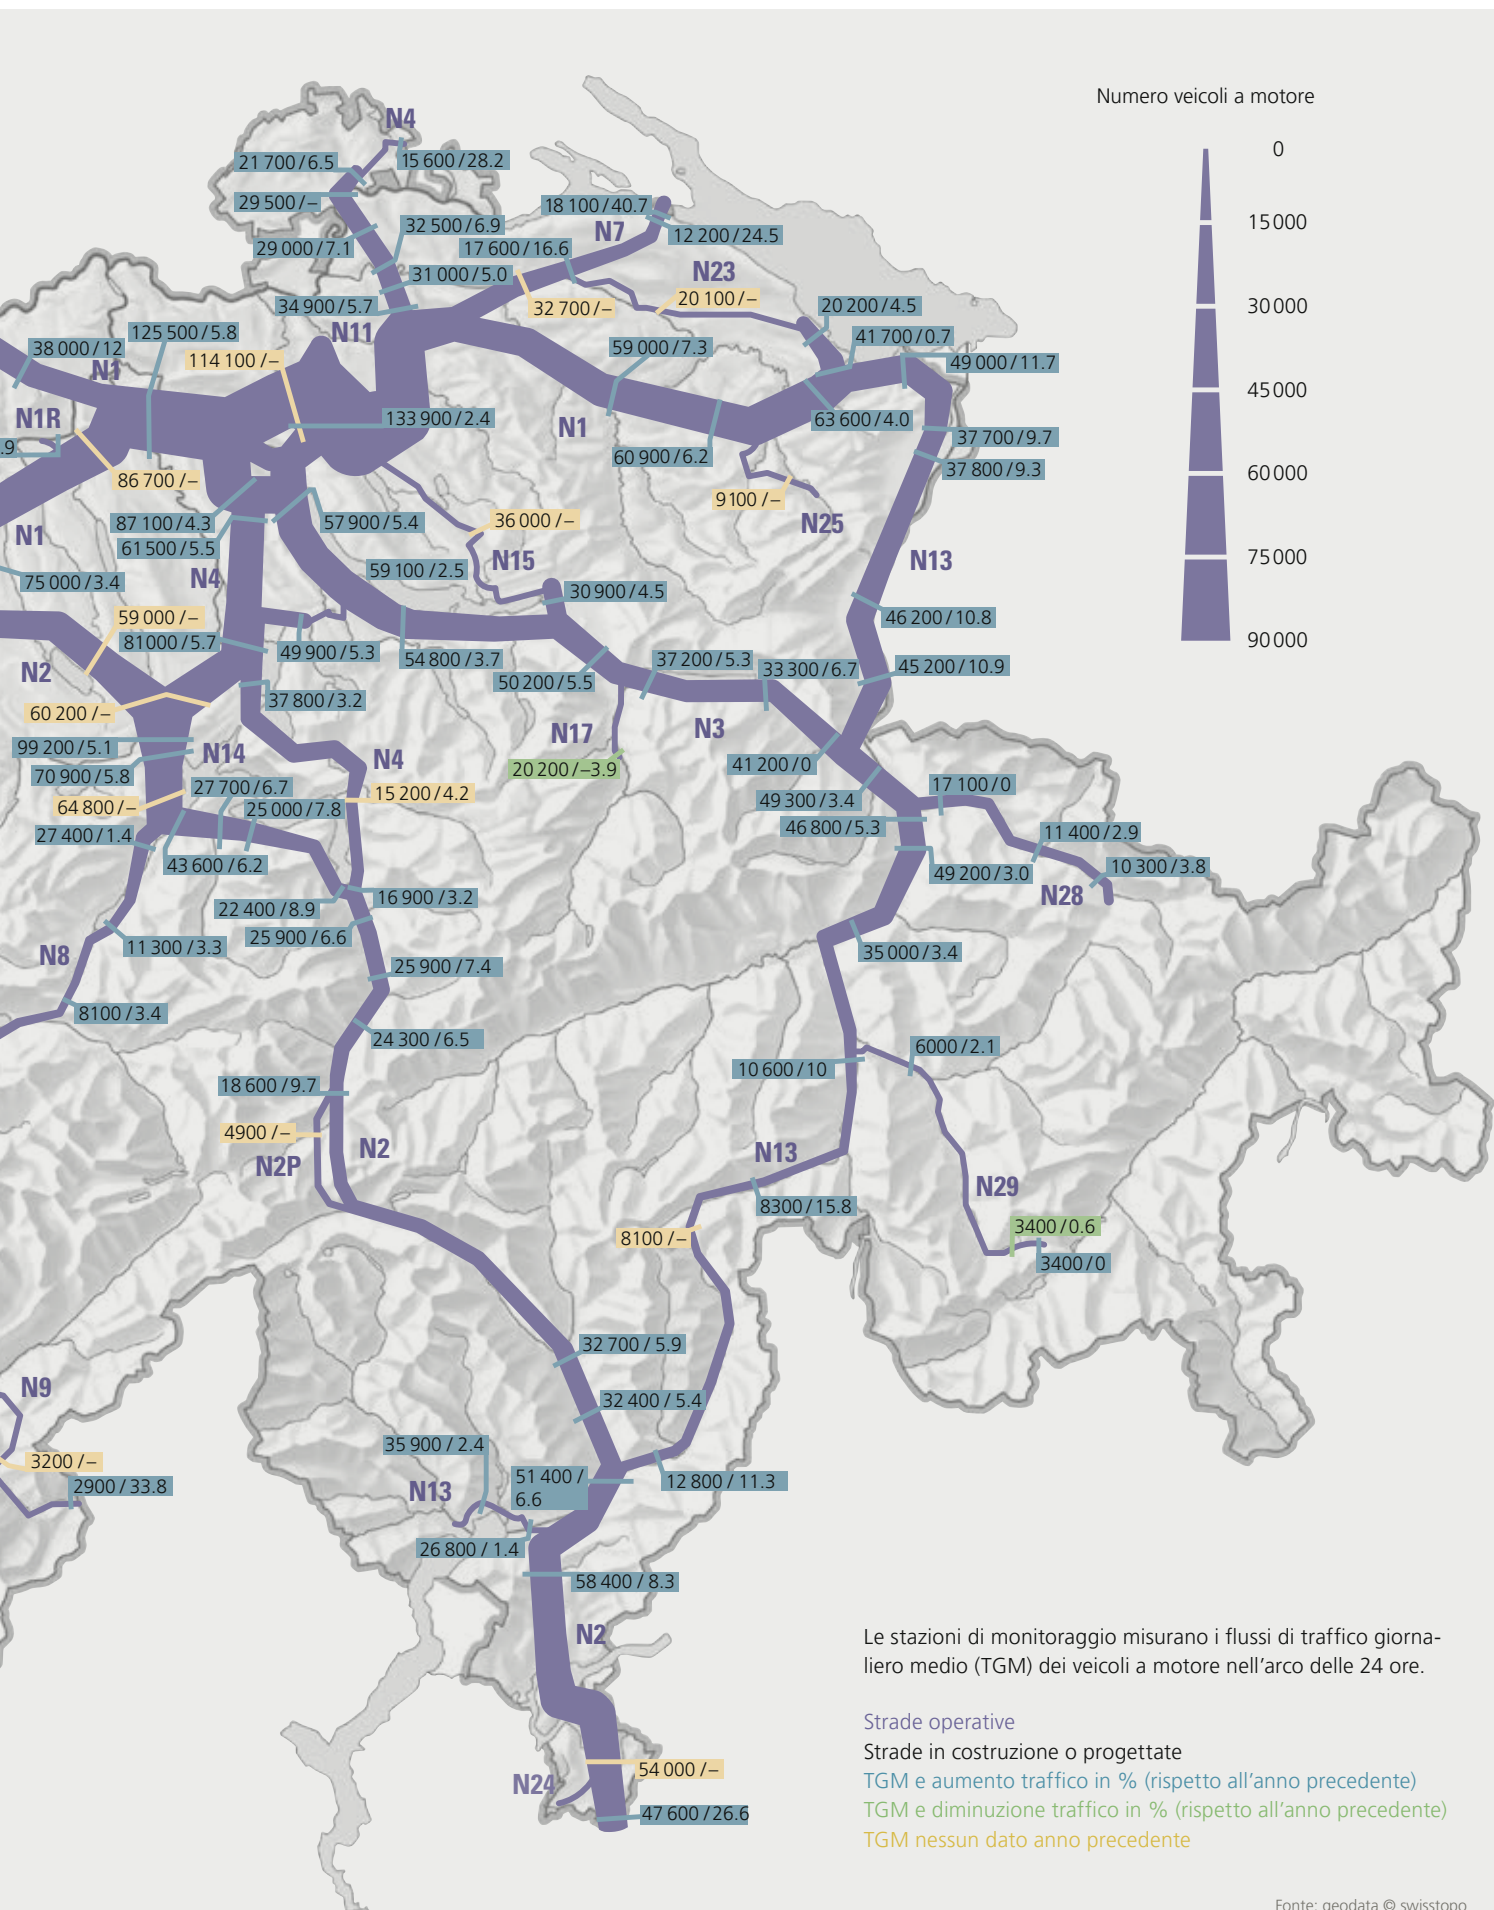 Numero veicoli a motore
0
15 000
30 000
45 000
60 000
75 000
90 000
N4
21 700 / 6.5
15 600 / 28.2
29 500 / –
18 100 / 40.7
32 500 / 6.9
N7
12 200 / 24.5
29 000 / 7.1
17 600 / 16.6
31 000 / 5.0
N23
34 900 / 5.7
32 700 / –
20 100 / –
20 200 / 4.5
125 500 / 5.8
N11
38 000 / 12
N1
114 100 / –
59 000 / 7.3
41 700 / 0.7
49 000 / 11.7
N1R
133 900 / 2.4
N1
63 600 / 4.0
.9
60 900 / 6.2
37 700 / 9.7
37 800 / 9.3
86 700 / –
9100 / –
87 100 / 4.3
57 900 / 5.4
36 000 / –
N25
N1
61 500 / 5.5
N15
N13
75 000 / 3.4
N4
59 100 / 2.5
30 900 / 4.5
59 000 / –
46 200 / 10.8
81 000 / 5.7
49 900 / 5.3
54 800 / 3.7
37 200 / 5.3
33 300 / 6.7
45 200 / 10.9
N2
50 200 / 5.5
37 800 / 3.2
60 200 / –
N17
N3
99 200 / 5.1
N14
N4
20 200 / –3.9
41 200 / 0
70 900 / 5.8
27 700 / 6.7
15 200 / 4.2
17 100 / 0
64 800 / –
25 000 / 7.8
49 300 / 3.4
46 800 / 5.3
27 400 / 1.4
11 400 / 2.9
43 600 / 6.2
49 200 / 3.0
10 300 / 3.8
N28
16 900 / 3.2
22 400 / 8.9
25 900 / 6.6
11 300 / 3.3
N8
35 000 / 3.4
25 900 / 7.4
8100 / 3.4
24 300 / 6.5
6000 / 2.1
10 600 / 10
18 600 / 9.7
4900 / –
N2
N2P
N13
N29
8300 / 15.8
8100 / –
3400 / 0.6
3400 / 0
32 700 / 5.9
N9
32 400 / 5.4
35 900 / 2.4
3200 / –
2900 / 33.8
51 400 /
6.6
12 800 / 11.3
N13
26 800 / 1.4
58 400 / 8.3
N2
Le stazioni di monitoraggio misurano i flussi di traffico giorna-
liero medio (TGM) dei veicoli a motore nell’arco delle 24 ore.
Strade operative
Strade in costruzione o progettate
TGM e aumento traffico in % (rispetto all’anno precedente)
TGM e diminuzione traffico in % (rispetto all’anno precedente)
TGM nessun dato anno precedente
54 000 / –
N24
47 600 / 26.6
Fonte: geodata © swisstopo